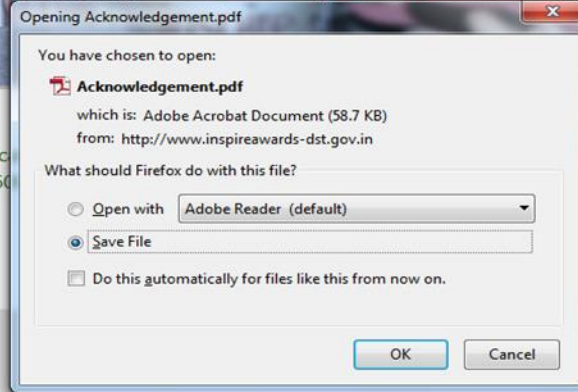 Opening Acknowledgement.pdf
You have chosen to open:
Acknowledgement.pdf
which is: Adobe Acrobat Document (58.7 KB)
from: http://www.inspireawards-dst.gov.in
What should Firefox do with this file?
Open with Adobe Reader (default)
Save File
Do this automatically for files like this from now on.
OK Cancel